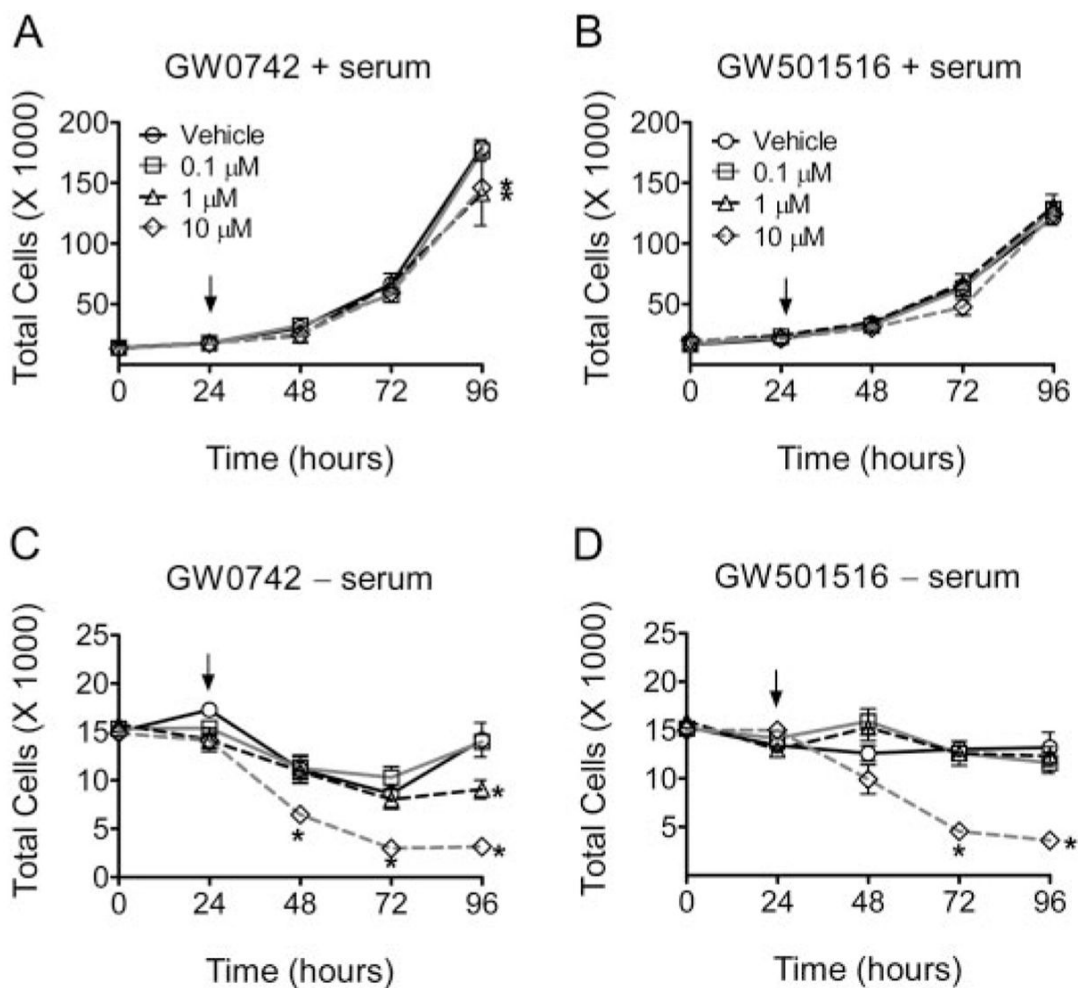 A
GW0742 + serum
Total Cells (X 1000)
200
150
100
50
Vehicle
0.1 μM
1 μM
10 μM
*
*
0 24 48 72 96
Time (hours)
B
GW501516 + serum
Total Cells (X 1000)
200
150
100
50
Vehicle
0.1 μM
1 μM
10 μM
0 24 48 72 96
Time (hours)
C
GW0742 – serum
Total Cells (X 1000)
25
20
15
10
5
0
*
*
*
*
0 24 48 72 96
Time (hours)
D
GW501516 – serum
Total Cells (X 1000)
25
20
15
10
5
*
*
0 24 48 72 96
Time (hours)